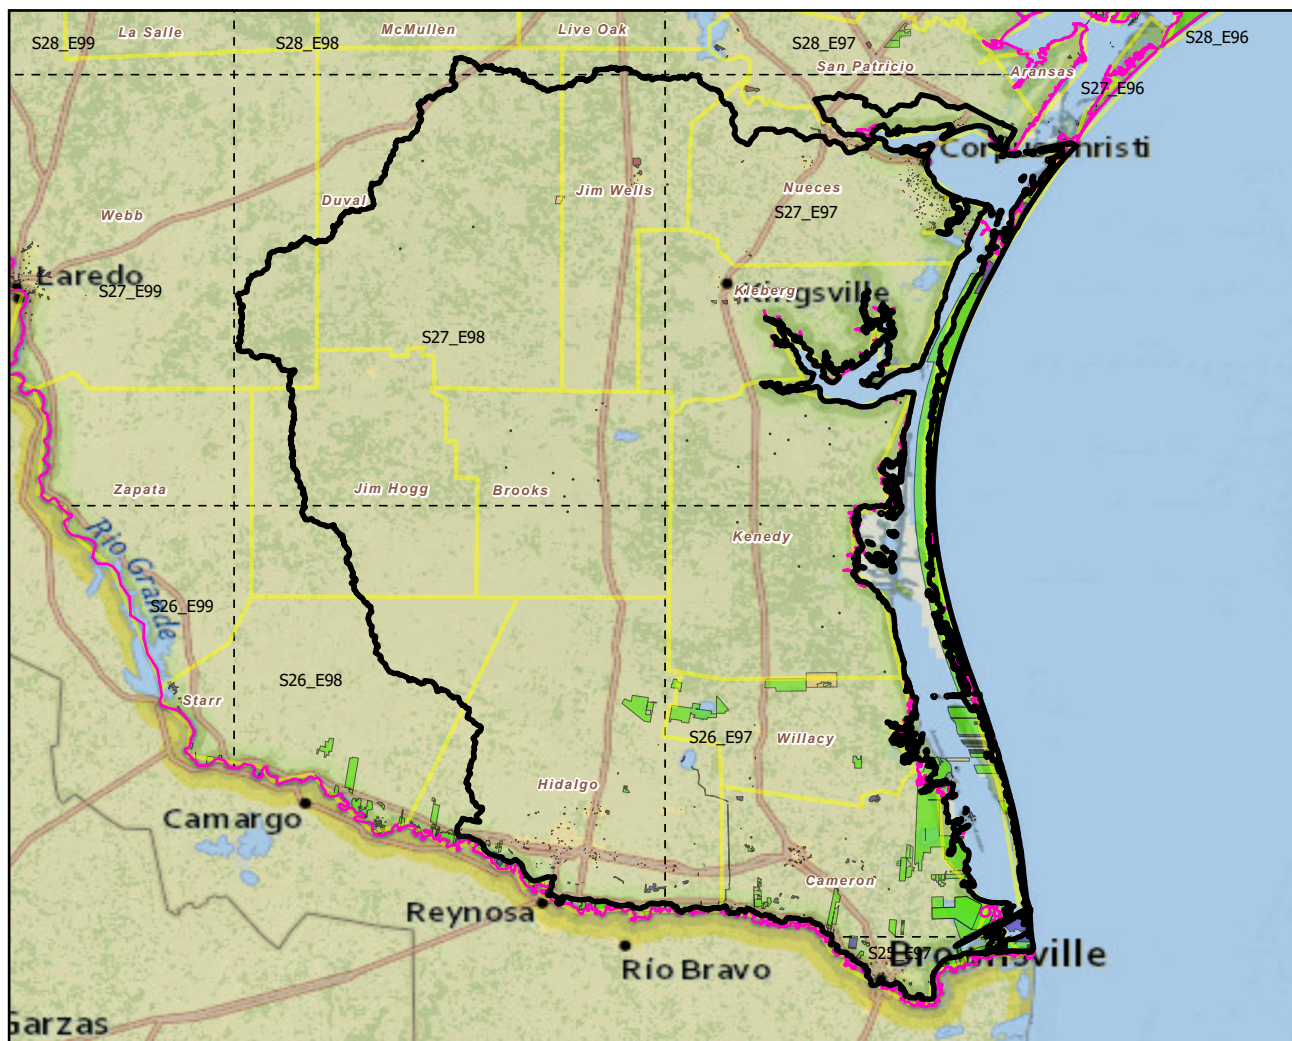 La Salle
McMullen
Live Oak
S28_E99
S28_E98
S28_E97
S28_E96
San Patricio
Aransas
S27_E96
Corpus Christi
Duval
Jim Wells
Nueces
S27_E97
Webb
Laredo
S27_E99
Kleberg
Kingsville
S27_E98
Zapata
Jim Hogg
Brooks
Kenedy
Rio Grande
S26_E99
S26_E98
Starr
S26_E97
Willacy
Hidalgo
Camargo
Cameron
Reynosa
S25_E97
Brownsville
Río Bravo
Garzas